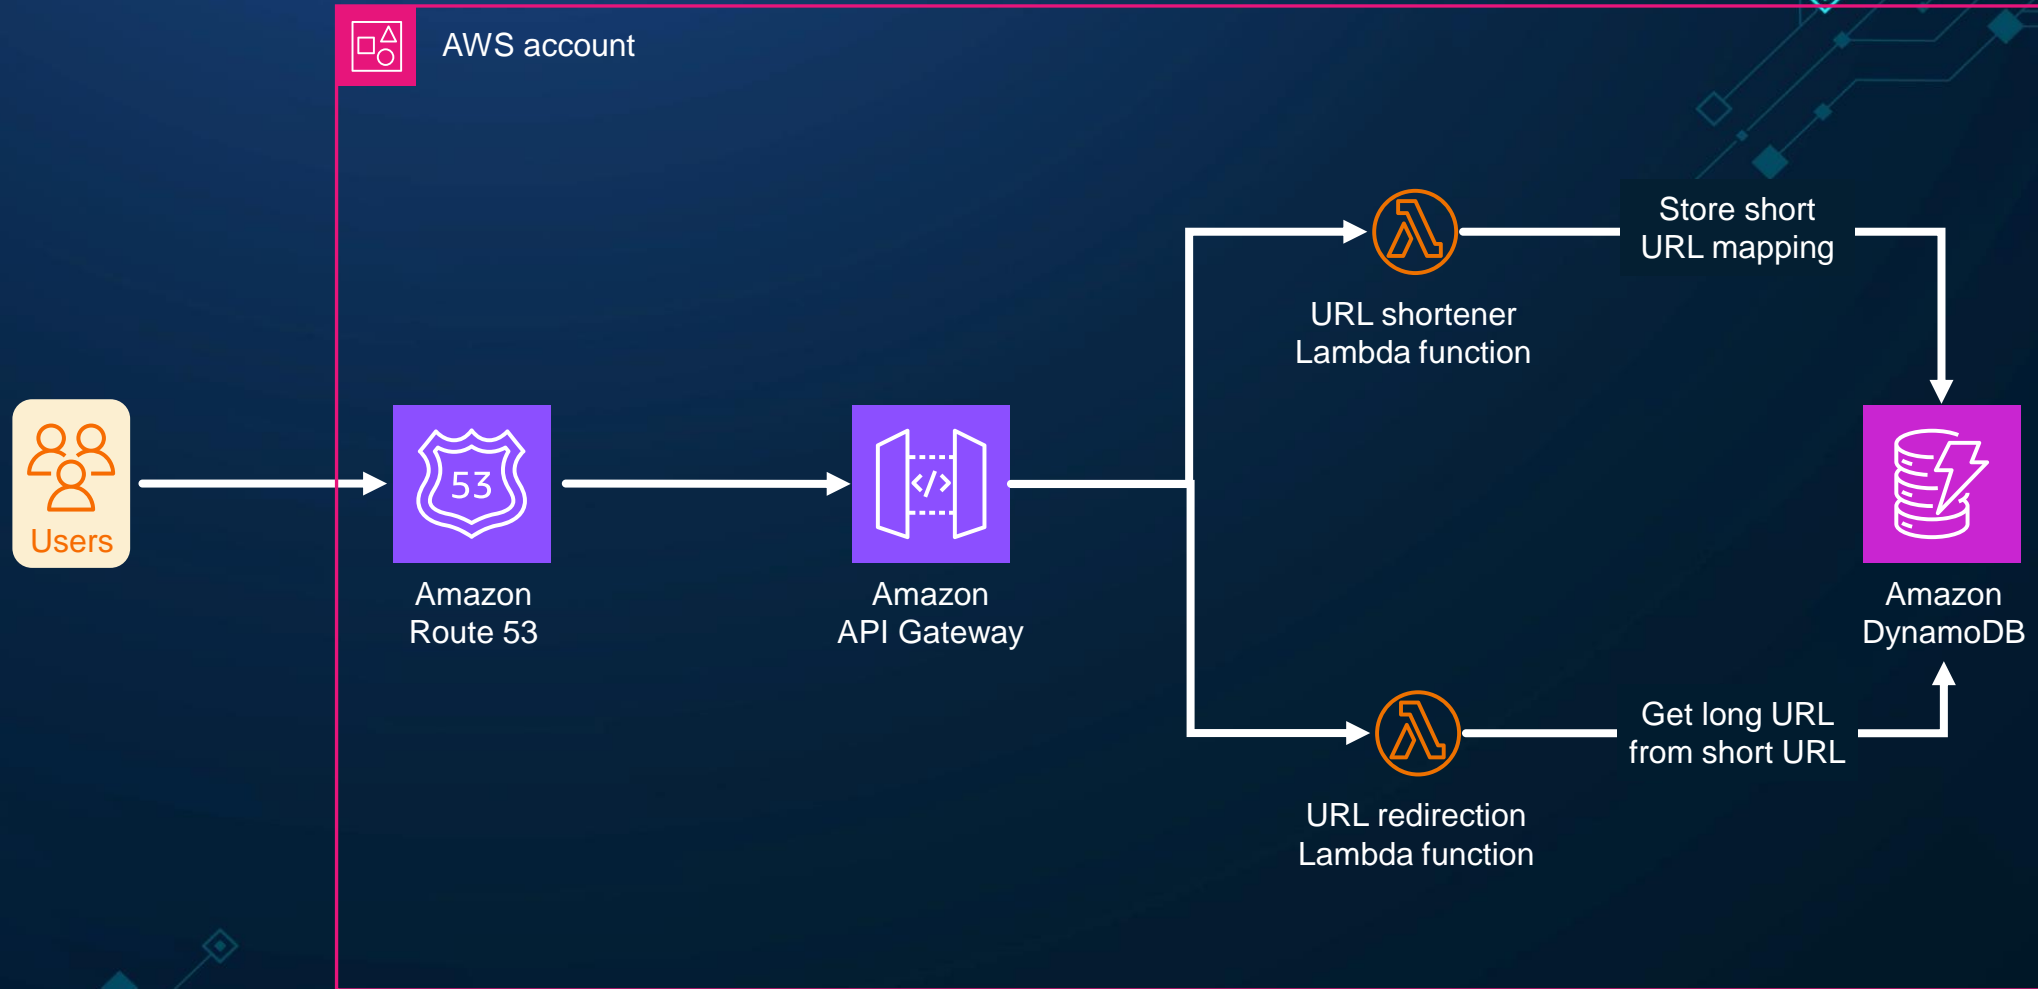 AWS account
Users
53
Amazon
Route 53
</>
Amazon
API Gateway
URL shortener
Lambda function
Store short
URL mapping
Amazon
DynamoDB
URL redirection
Lambda function
Get long URL
from short URL